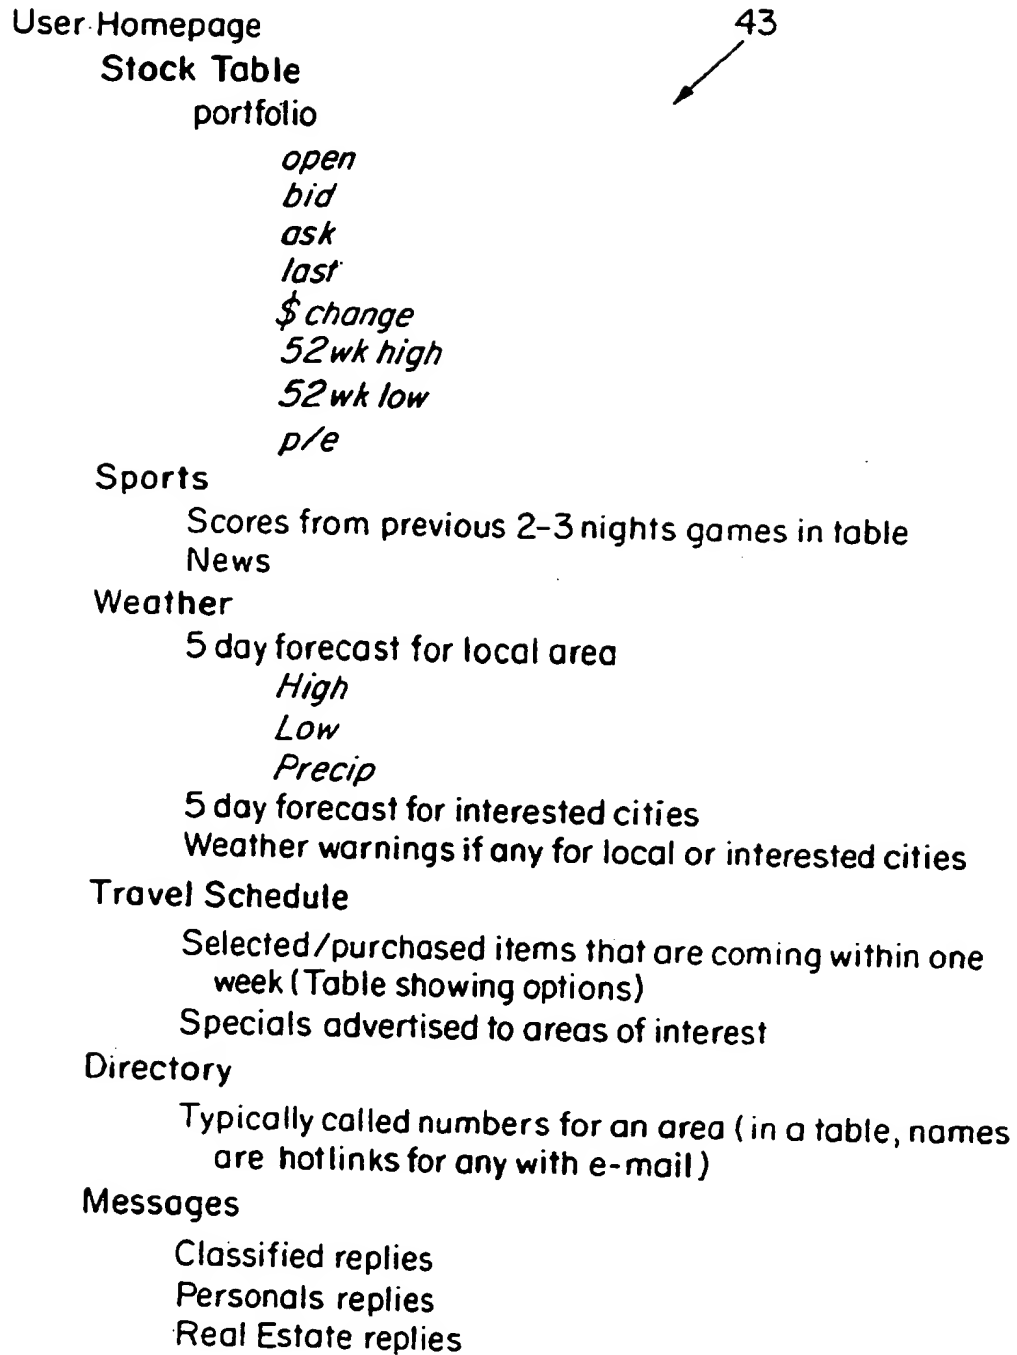 User Homepage
43
Stock Table
portfolio
open
bid
ask
last
$ change
52 wk high
52 wk low
p/e
Sports
Scores from previous 2-3 nights games in table
News
Weather
5 day forecast for local area
High
Low
Precip
5 day forecast for interested cities
Weather warnings if any for local or interested cities
Travel Schedule
Selected/purchased items that are coming within one
week (Table showing options)
Specials advertised to areas of interest
Directory
Typically called numbers for an area (in a table, names
are hotlinks for any with e-mail)
Messages
Classified replies
Personals replies
Real Estate replies